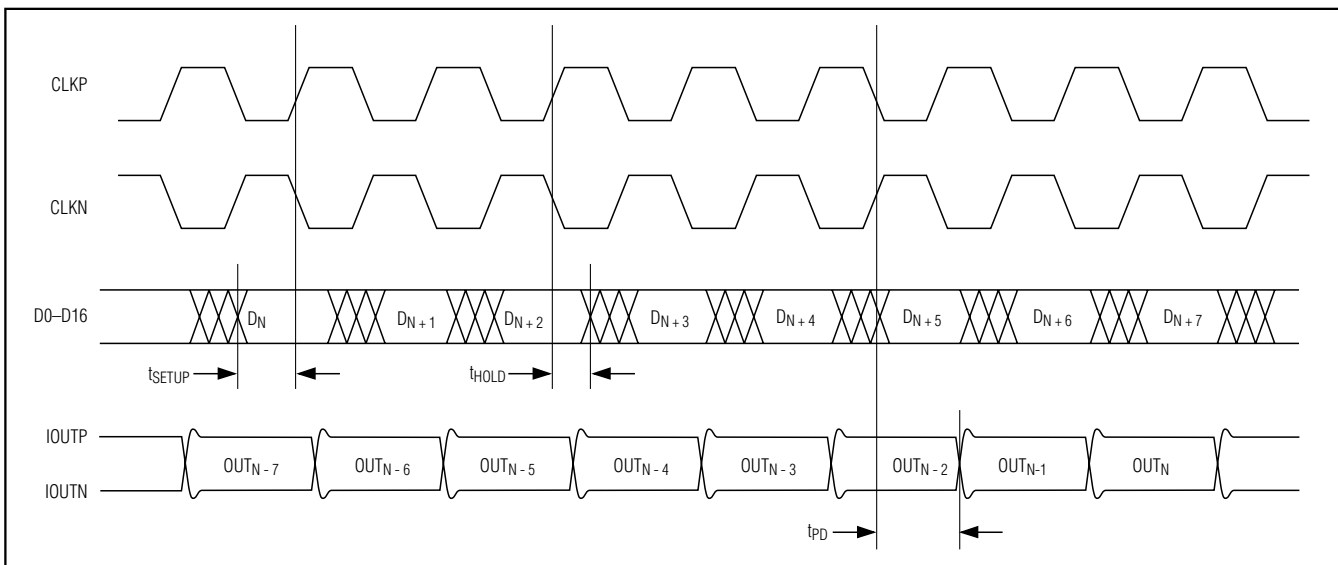 CLKP
CLKN
D0–D16
DN
DN + 1
DN + 2
DN + 3
DN + 4
DN + 5
DN + 6
DN + 7
tSETUP
tHOLD
IOUTP
IOUTN
OUTN - 7
OUTN - 6
OUTN - 5
OUTN - 4
OUTN - 3
OUTN - 2
OUTN-1
OUTN
tPD